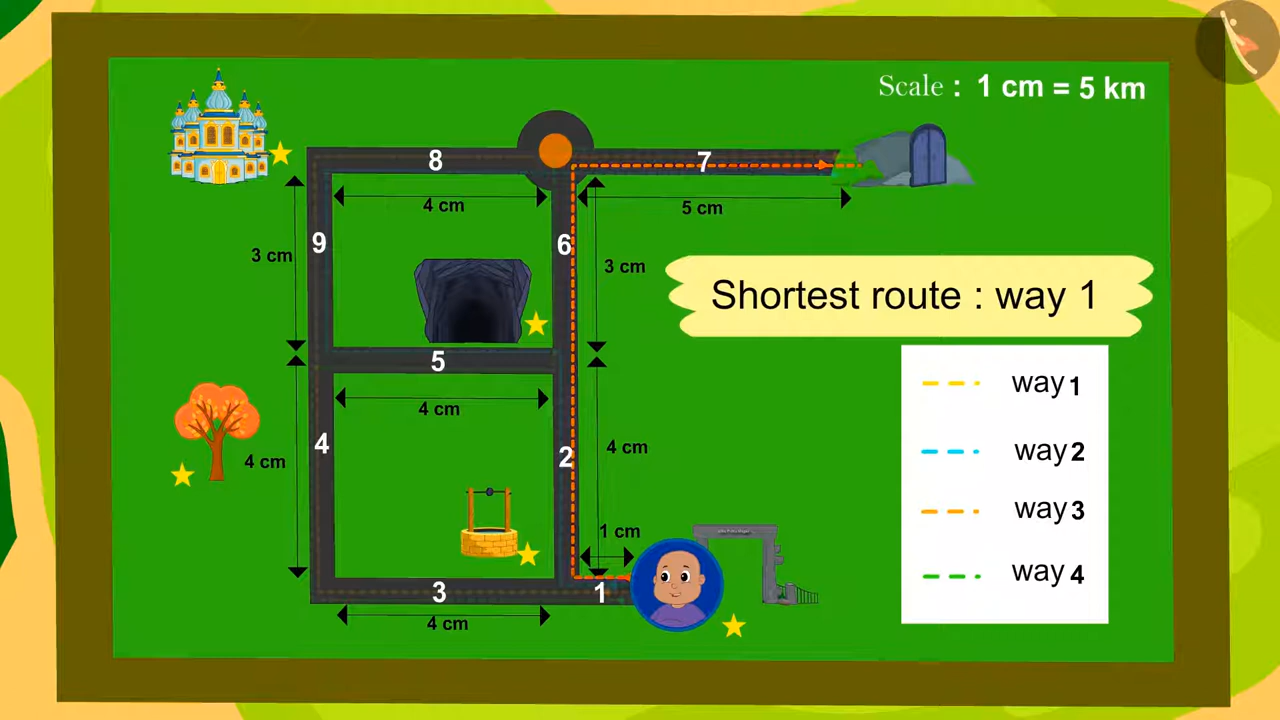 Scale : 1 cm = 5 km
8
7
4 cm
5 cm
9
6
3 cm
3 cm
Shortest route : way 1
5
4 cm
way 1
4
2
4 cm
4 cm
way 2
way 3
1 cm
way 4
3
1
4 cm